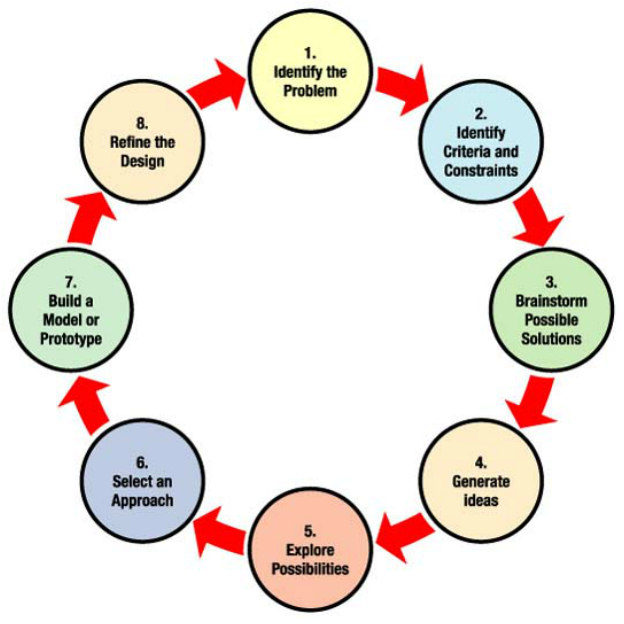 1.
Identify the
Problem
2.
Identify
Criteria and
Constraints
3.
Brainstorm
Possible
Solutions
4.
Generate
ideas
5.
Explore
Possibilities
6.
Select an
Approach
7.
Build a
Model or
Prototype
8.
Refine the
Design